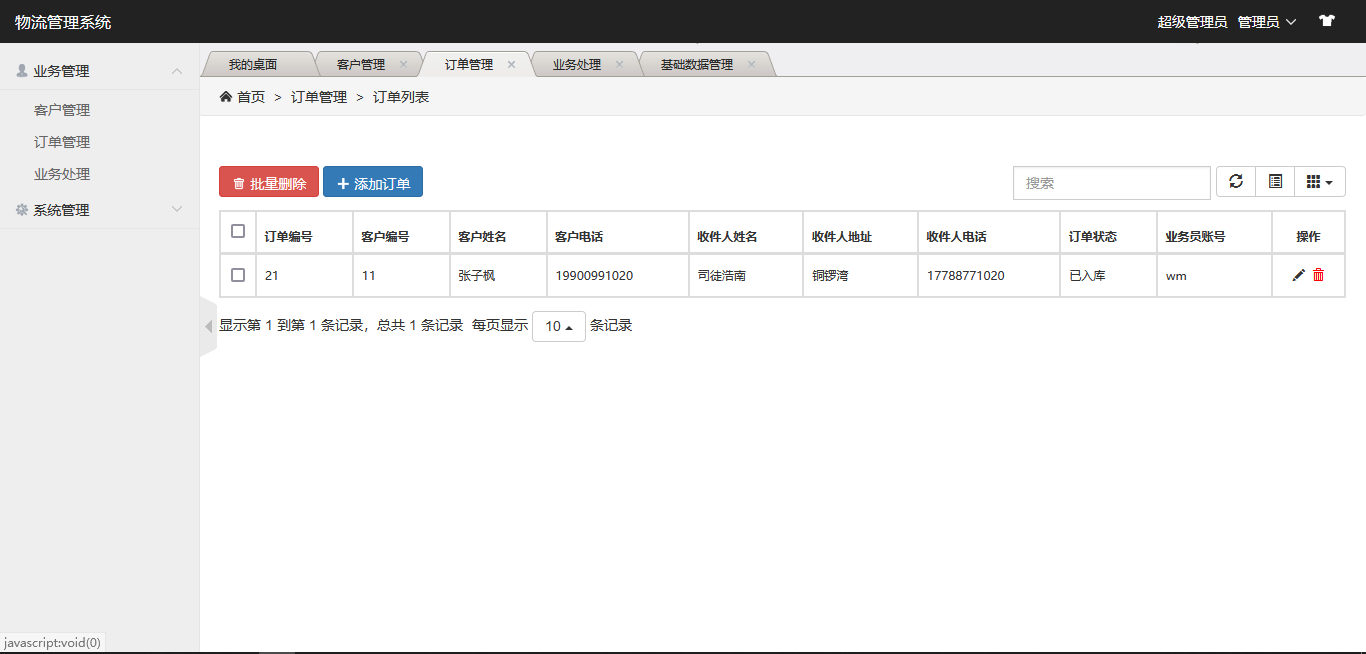 物流管理系统
超级管理员 管理员
业务管理
客户管理
订单管理
业务处理
系统管理
我的桌面 客户管理 订单管理 业务处理 基础数据管理
首页 > 订单管理 > 订单列表
批量删除 添加订单 搜索
订单编号 客户编号 客户姓名 客户电话 收件人姓名 收件人地址 收件人电话 订单状态 业务员账号 操作
21 11 张子枫 19900991020 司徒浩南 铜锣湾 17788771020 已入库 wm
显示第 1 到第 1 条记录，总共 1 条记录 每页显示 10 条记录
javascript:void(0)